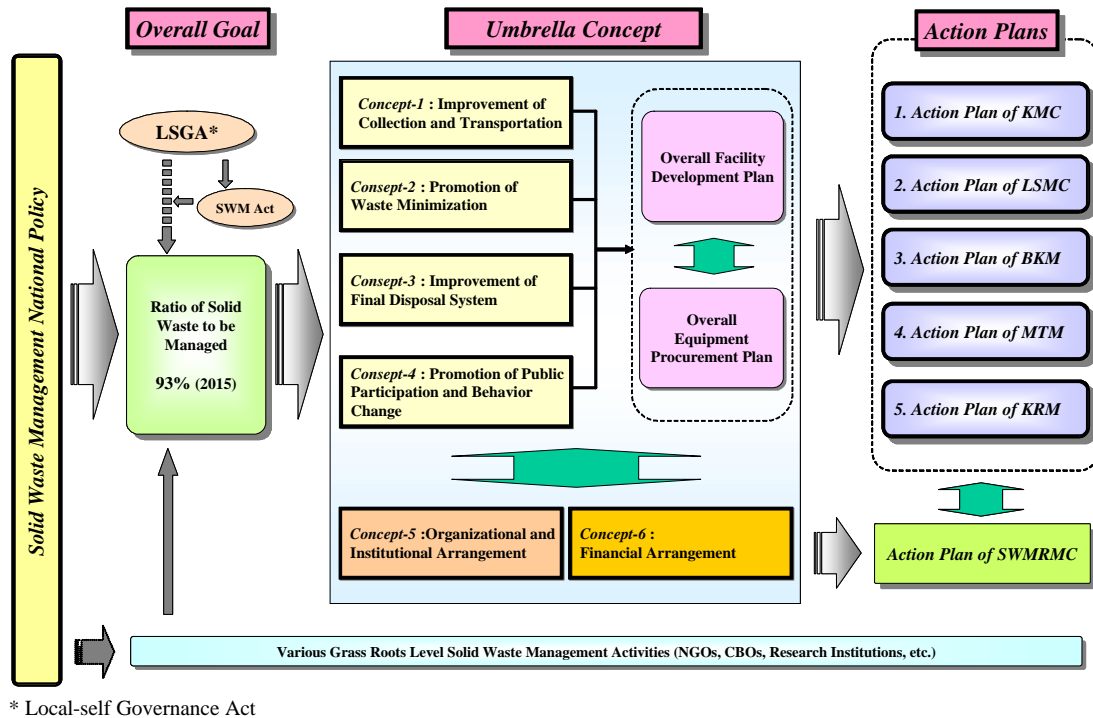 Overall Goal
Umbrella Concept
Action Plans
Solid Waste Management National Policy
LSGA*
SWM Act
Ratio of Solid
Waste to be
Managed
93% (2015)
Concept-1 : Improvement of
Collection and Transportation
Consept-2 : Promotion of
Waste Minimization
Consept-3 : Improvement of
Final Disposal System
Consept-4 : Promotion of Public
Participation and Behavior
Change
Overall Facility
Development Plan
Overall
Equipment
Procurement Plan
Concept-5 :Organizational and
Institutional Arrangement
Concept-6 :
Financial Arrangement
1. Action Plan of KMC
2. Action Plan of LSMC
3. Action Plan of BKM
4. Action Plan of MTM
5. Action Plan of KRM
Action Plan of SWMRMC
Various Grass Roots Level Solid Waste Management Activities (NGOs, CBOs, Research Institutions, etc.)
* Local-self Governance Act